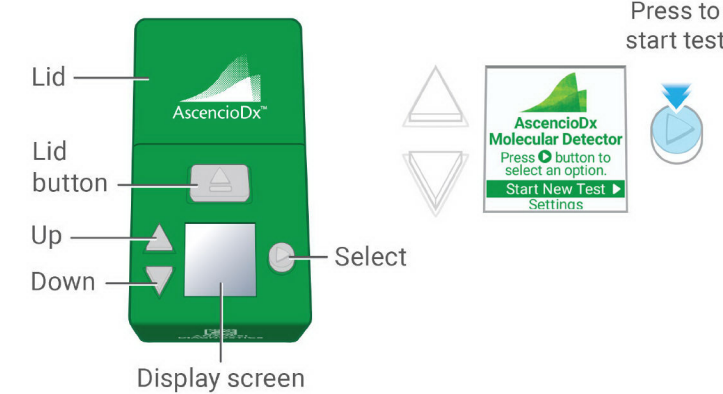 Lid
AscencioDx™
Lid
button
Up
Down
Select
Display screen
Press to
start test
AscencioDx
Molecular Detector
Press button to
select an option.
Start New Test
Settings